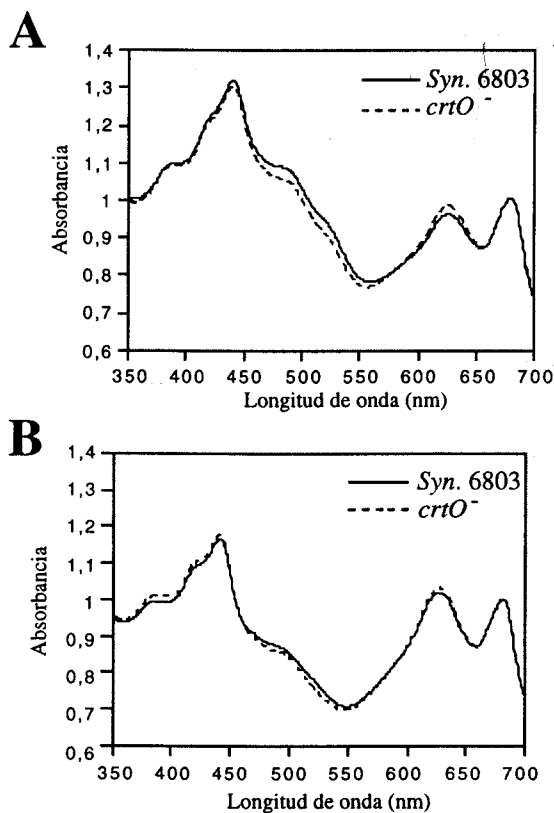 A
1,4
1,3
1,2
1,1
1
0,9
0,8
0,7
0,6
Absorbancia
Syn. 6803
crtO -
350 400 450 500 550 600 650 700
Longitud de onda (nm)
B
1,4
1,3
1,2
1,1
1
0,9
0,8
0,7
0,6
Absorbancia
Syn. 6803
crtO -
350 400 450 500 550 600 650 700
Longitud de onda (nm)